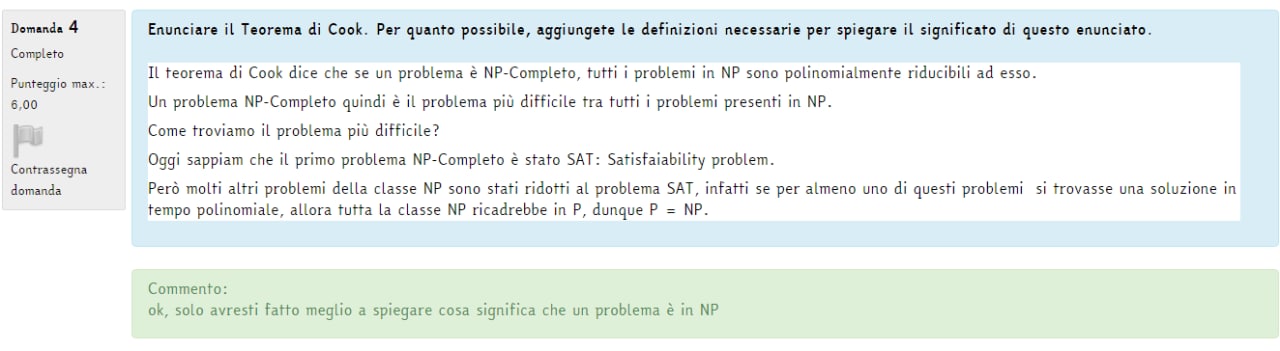 Domanda 4
Completo
Punteggio max.:
6,00
Contrassegna
domanda
Enunciare il Teorema di Cook. Per quanto possibile, aggiungete le definizioni necessarie per spiegare il significato di questo enunciato.
Il teorema di Cook dice che se un problema è NP-Completo, tutti i problemi in NP sono polinomialmente riducibili ad esso.
Un problema NP-Completo quindi è il problema più difficile tra tutti i problemi presenti in NP.
Come troviamo il problema più difficile?
Oggi sappiam che il primo problema NP-Completo è stato SAT: Satisfaiability problem.
Però molti altri problemi della classe NP sono stati ridotti al problema SAT, infatti se per almeno uno di questi problemi si trovasse una soluzione in
tempo polinomiale, allora tutta la classe NP ricadrebbe in P, dunque P = NP.
Commento:
ok, solo avresti fatto meglio a spiegare cosa significa che un problema è in NP